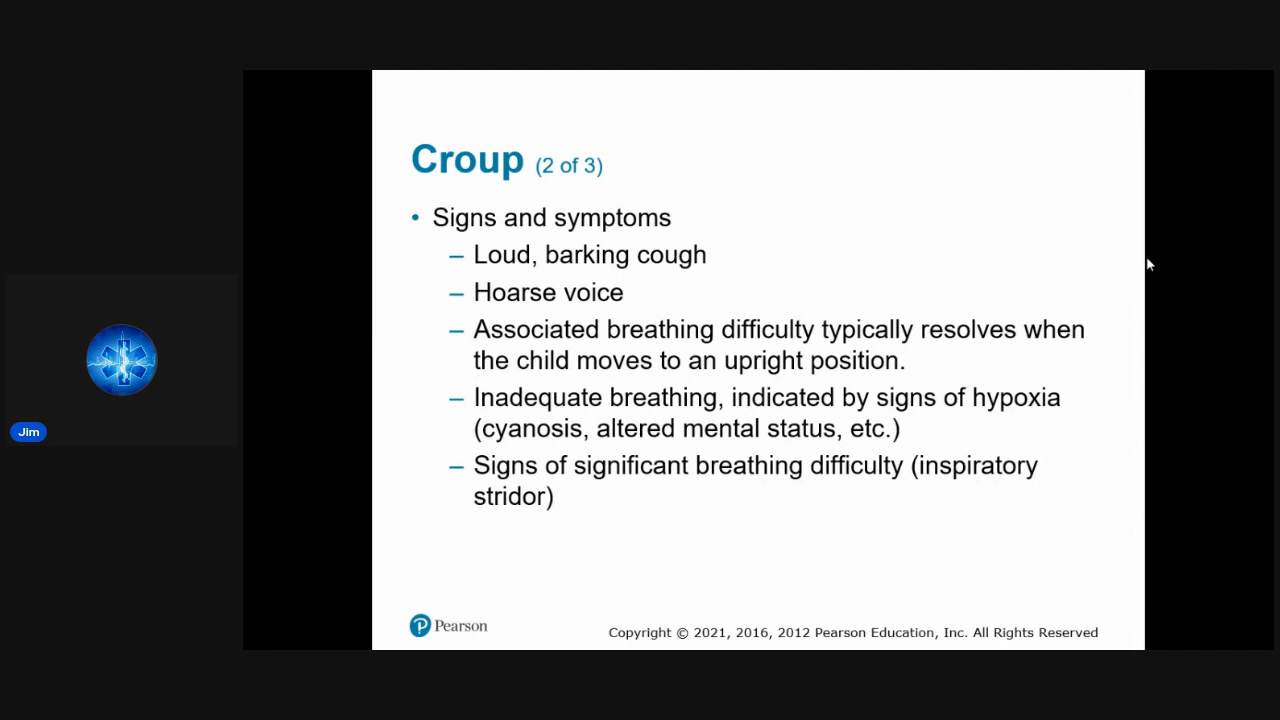 Croup (2 of 3)
• Signs and symptoms
– Loud, barking cough
– Hoarse voice
– Associated breathing difficulty typically resolves when
the child moves to an upright position.
– Inadequate breathing, indicated by signs of hypoxia
(cyanosis, altered mental status, etc.)
– Signs of significant breathing difficulty (inspiratory
stridor)
Jim
Pearson
Copyright © 2021, 2016, 2012 Pearson Education, Inc. All Rights Reserved